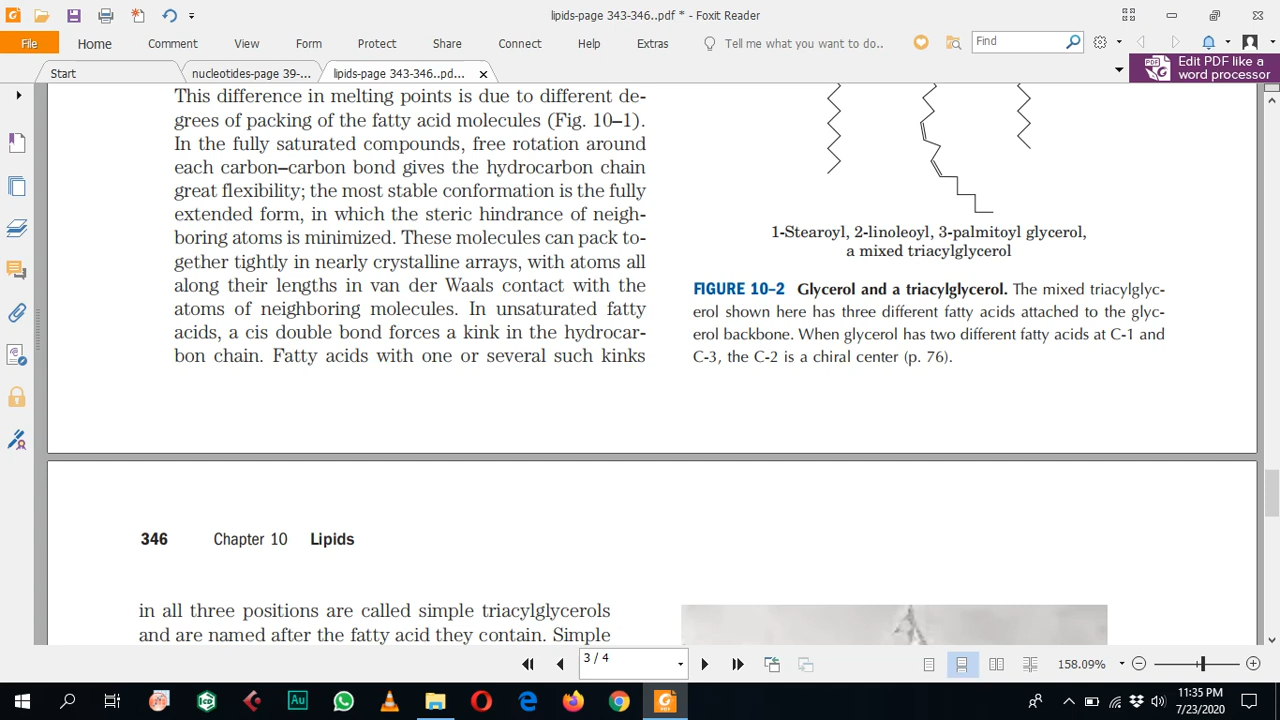 lipids-page 343-346..pdf * - Foxit Reader
File Home Comment View Form Protect Share Connect Help Extras Tell me what you want to do.. Find
Start nucleotides-page 39-... lipids-page 343-346..pd... Edit PDF like a
word processor
This difference in melting points is due to different de-
grees of packing of the fatty acid molecules (Fig. 10–1).
In the fully saturated compounds, free rotation around
each carbon–carbon bond gives the hydrocarbon chain
great flexibility; the most stable conformation is the fully
extended form, in which the steric hindrance of neigh-
boring atoms is minimized. These molecules can pack to-
gether tightly in nearly crystalline arrays, with atoms all
along their lengths in van der Waals contact with the
atoms of neighboring molecules. In unsaturated fatty
acids, a cis double bond forces a kink in the hydrocar-
bon chain. Fatty acids with one or several such kinks
1-Stearoyl, 2-linoleoyl, 3-palmitoyl glycerol,
a mixed triacylglycerol
FIGURE 10–2 Glycerol and a triacylglycerol. The mixed triacylglyc-
erol shown here has three different fatty acids attached to the glyc-
erol backbone. When glycerol has two different fatty acids at C-1 and
C-3, the C-2 is a chiral center (p. 76).
346 Chapter 10 Lipids
in all three positions are called simple triacylglycerols
and are named after the fatty acid they contain. Simple
3 / 4 158.09%
Au
11:35 PM
7/23/2020